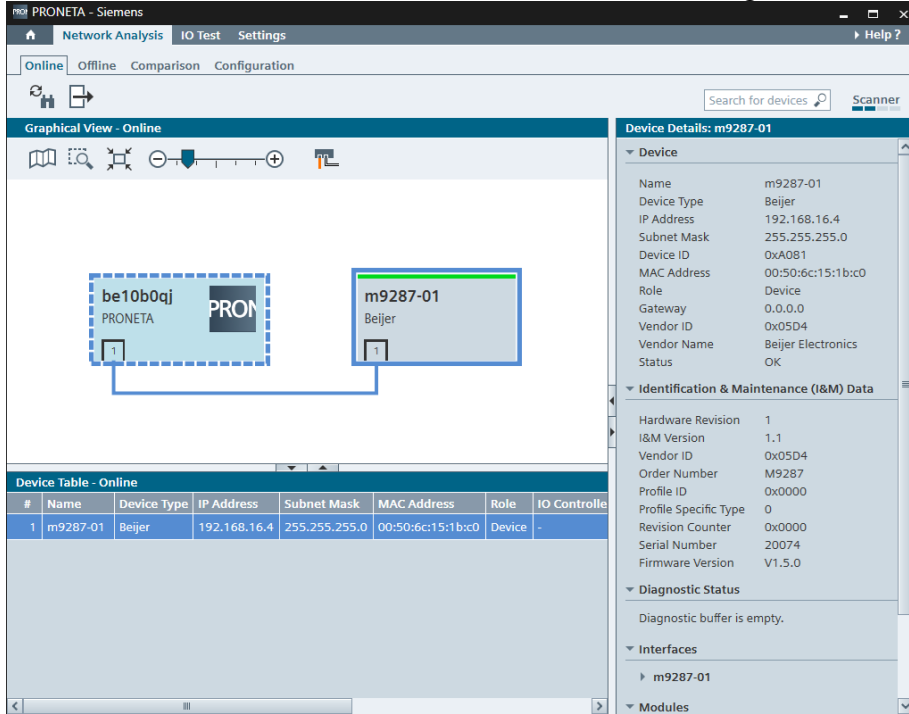 PRONETA - Siemens
Network Analysis IO Test Settings Help ?
Online Offline Comparison Configuration
Search for devices Scanner
Graphical View - Online
be10b0qj
PRONETA
PRON
1
m9287-01
Beijer
1
Device Table - Online
# Name Device Type IP Address Subnet Mask MAC Address Role IO Controlle
1 m9287-01 Beijer 192.168.16.4 255.255.255.0 00:50:6c:15:1b:c0 Device -
Device Details: m9287-01
Device
Name m9287-01
Device Type Beijer
IP Address 192.168.16.4
Subnet Mask 255.255.255.0
Device ID 0xA081
MAC Address 00:50:6c:15:1b:c0
Role Device
Gateway 0.0.0.0
Vendor ID 0x05D4
Vendor Name Beijer Electronics
Status OK
Identification & Maintenance (I&M) Data
Hardware Revision 1
I&M Version 1.1
Vendor ID 0x05D4
Order Number M9287
Profile ID 0x0000
Profile Specific Type 0
Revision Counter 0x0000
Serial Number 20074
Firmware Version V1.5.0
Diagnostic Status
Diagnostic buffer is empty.
Interfaces
m9287-01
Modules